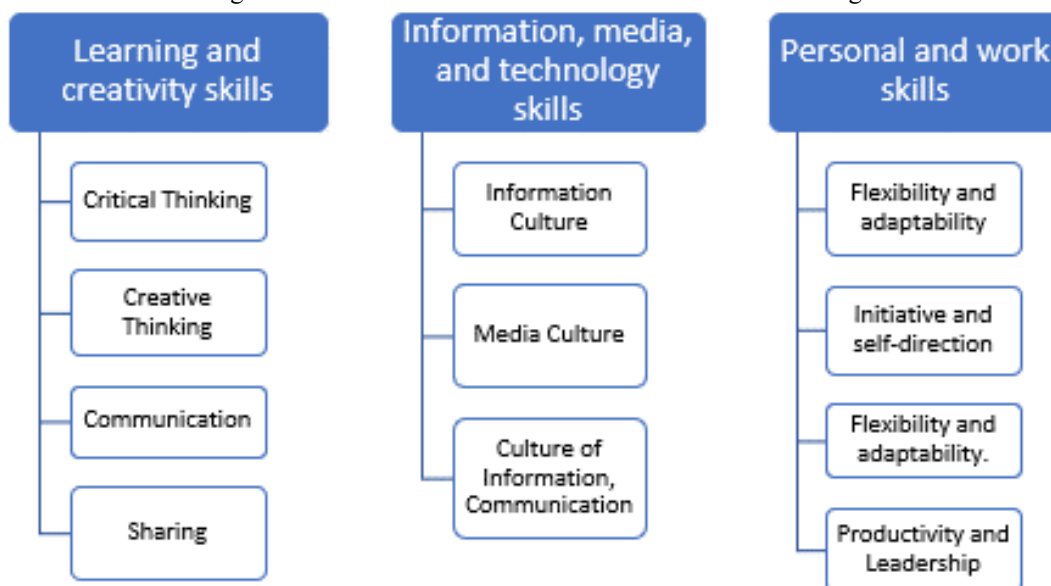 Learning and
creativity skills
Critical Thinking
Creative
Thinking
Communication
Sharing
Information, media,
and technology
skills
Information
Culture
Media Culture
Culture of
Information,
Communication
Personal and work
skills
Flexibility and
adaptability
Initiative and
self-direction
Flexibility and
adaptability.
Productivity and
Leadership